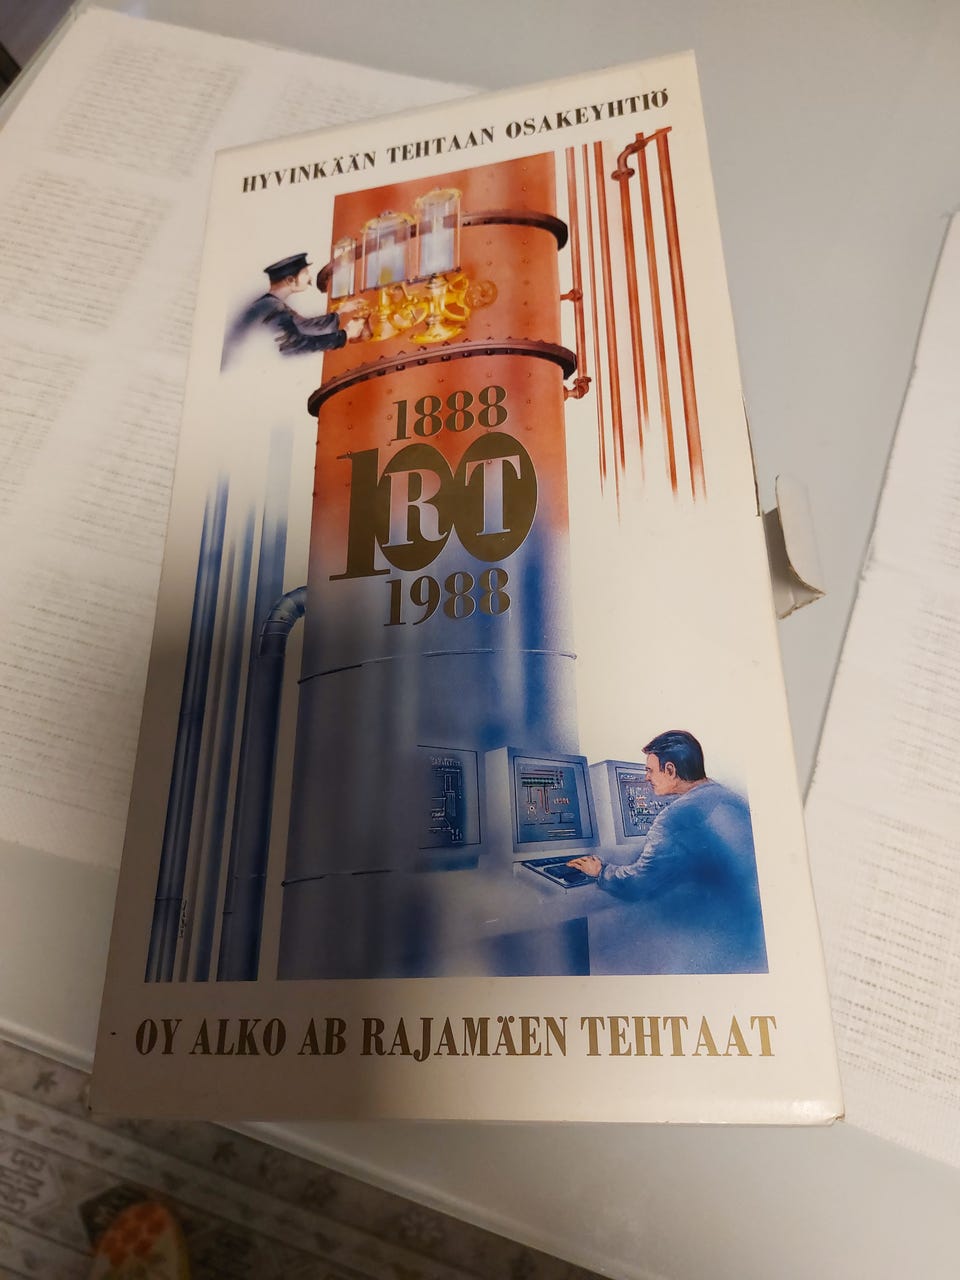 HYVINKÄÄN TEHTAAN OSAKEYHTIÖ
1888
100
RT
1988
OY ALKO AB RAJAMÄEN TEHTAAT